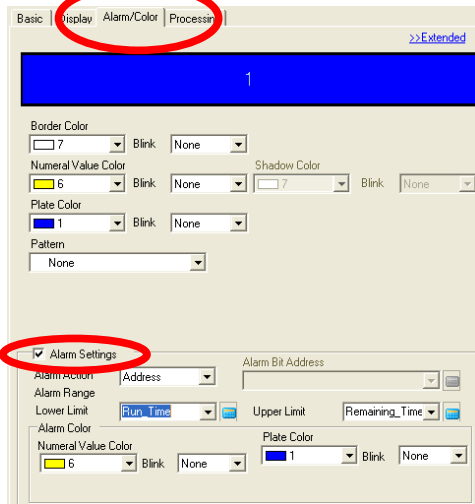 Basic Display Alarm/Color Processing
>>Extended
1
Border Color
7 Blink None
Numeral Value Color Shadow Color
6 Blink None 7 Blink None
Plate Color
1 Blink None
Pattern
None
Alarm Settings
Alarm Action Address Alarm Bit Address
Alarm Range
Lower Limit Run_Time Upper Limit Remaining_Time
Alarm Color
Numeral Value Color Plate Color
6 Blink None 1 Blink None